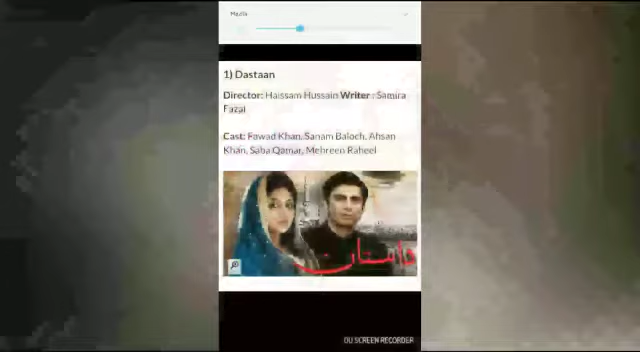 Media
1) Dastaan
Director: Haissam Hussain Writer : Samira
Fazal
Cast: Fawad Khan, Sanam Baloch, Ahsan
Khan, Saba Qamar, Mehreen Raheel
داستان
DU SCREEN RECORDER